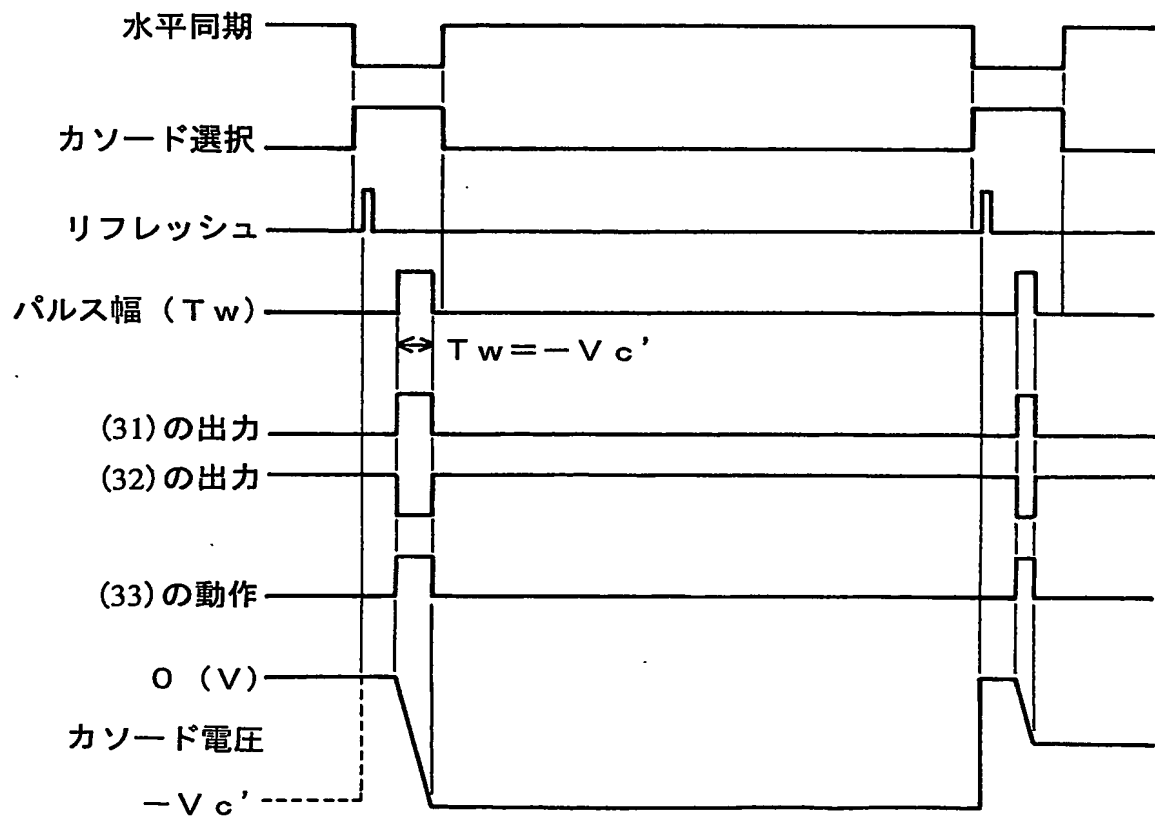 水平同期
カソード選択
リフレッシュ
パルス幅（Tw）
Tw＝－Vc’
(31)の出力
(32)の出力
(33)の動作
0（V）
カソード電圧
－Vc’